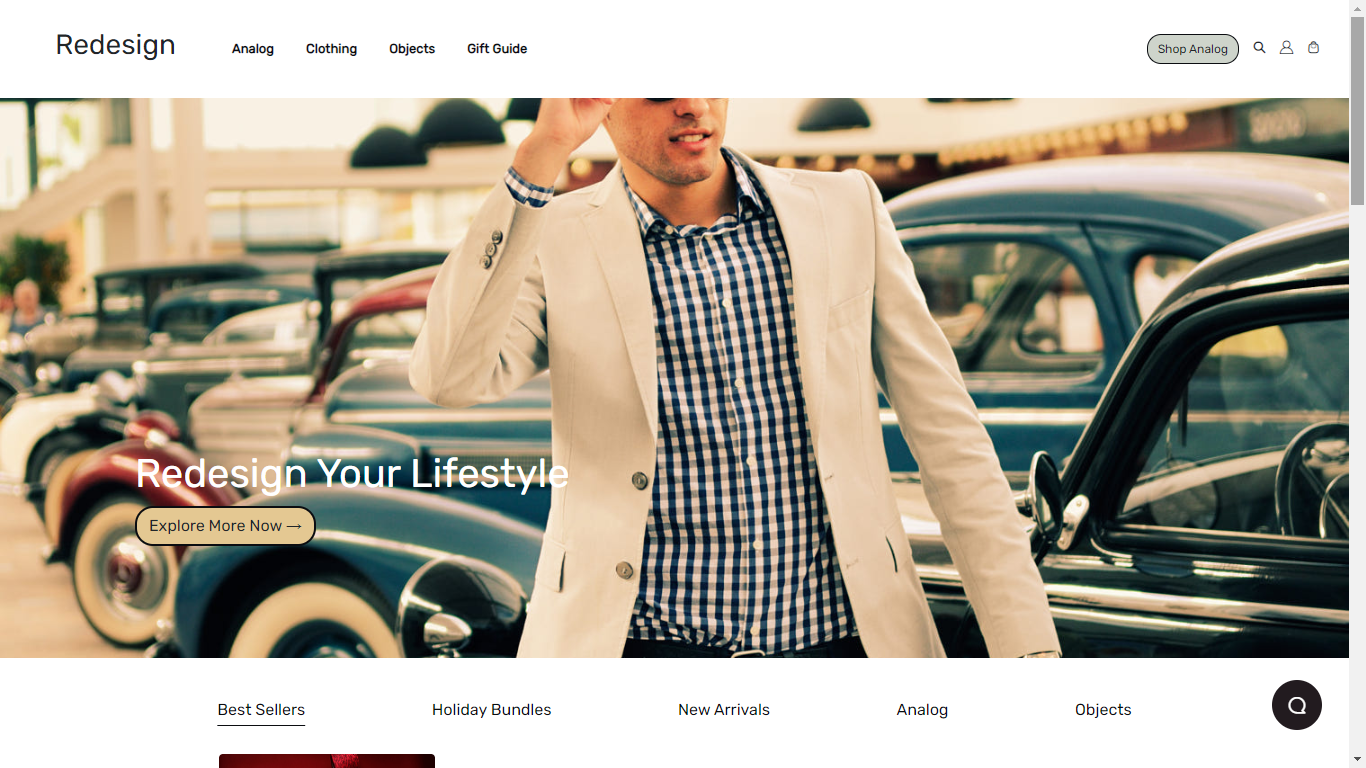 Redesign
Analog
Clothing
Objects
Gift Guide
Shop Analog
Redesign Your Lifestyle
Explore More Now →
Best Sellers
Holiday Bundles
New Arrivals
Analog
Objects